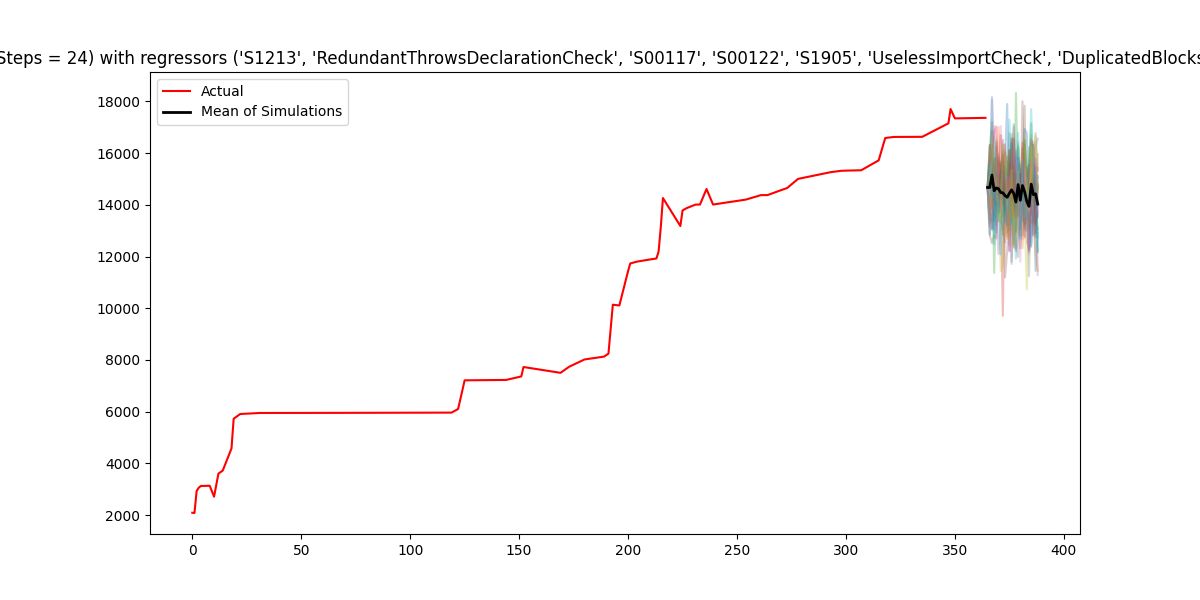 Steps = 24) with regressors ('S1213', 'RedundantThrowsDeclarationCheck', 'S00117', 'S00122', 'S1905', 'UselessImportCheck', 'DuplicatedBlocks
Actual
Mean of Simulations
18000
16000
14000
12000
10000
8000
6000
4000
2000
0 50 100 150 200 250 300 350 400